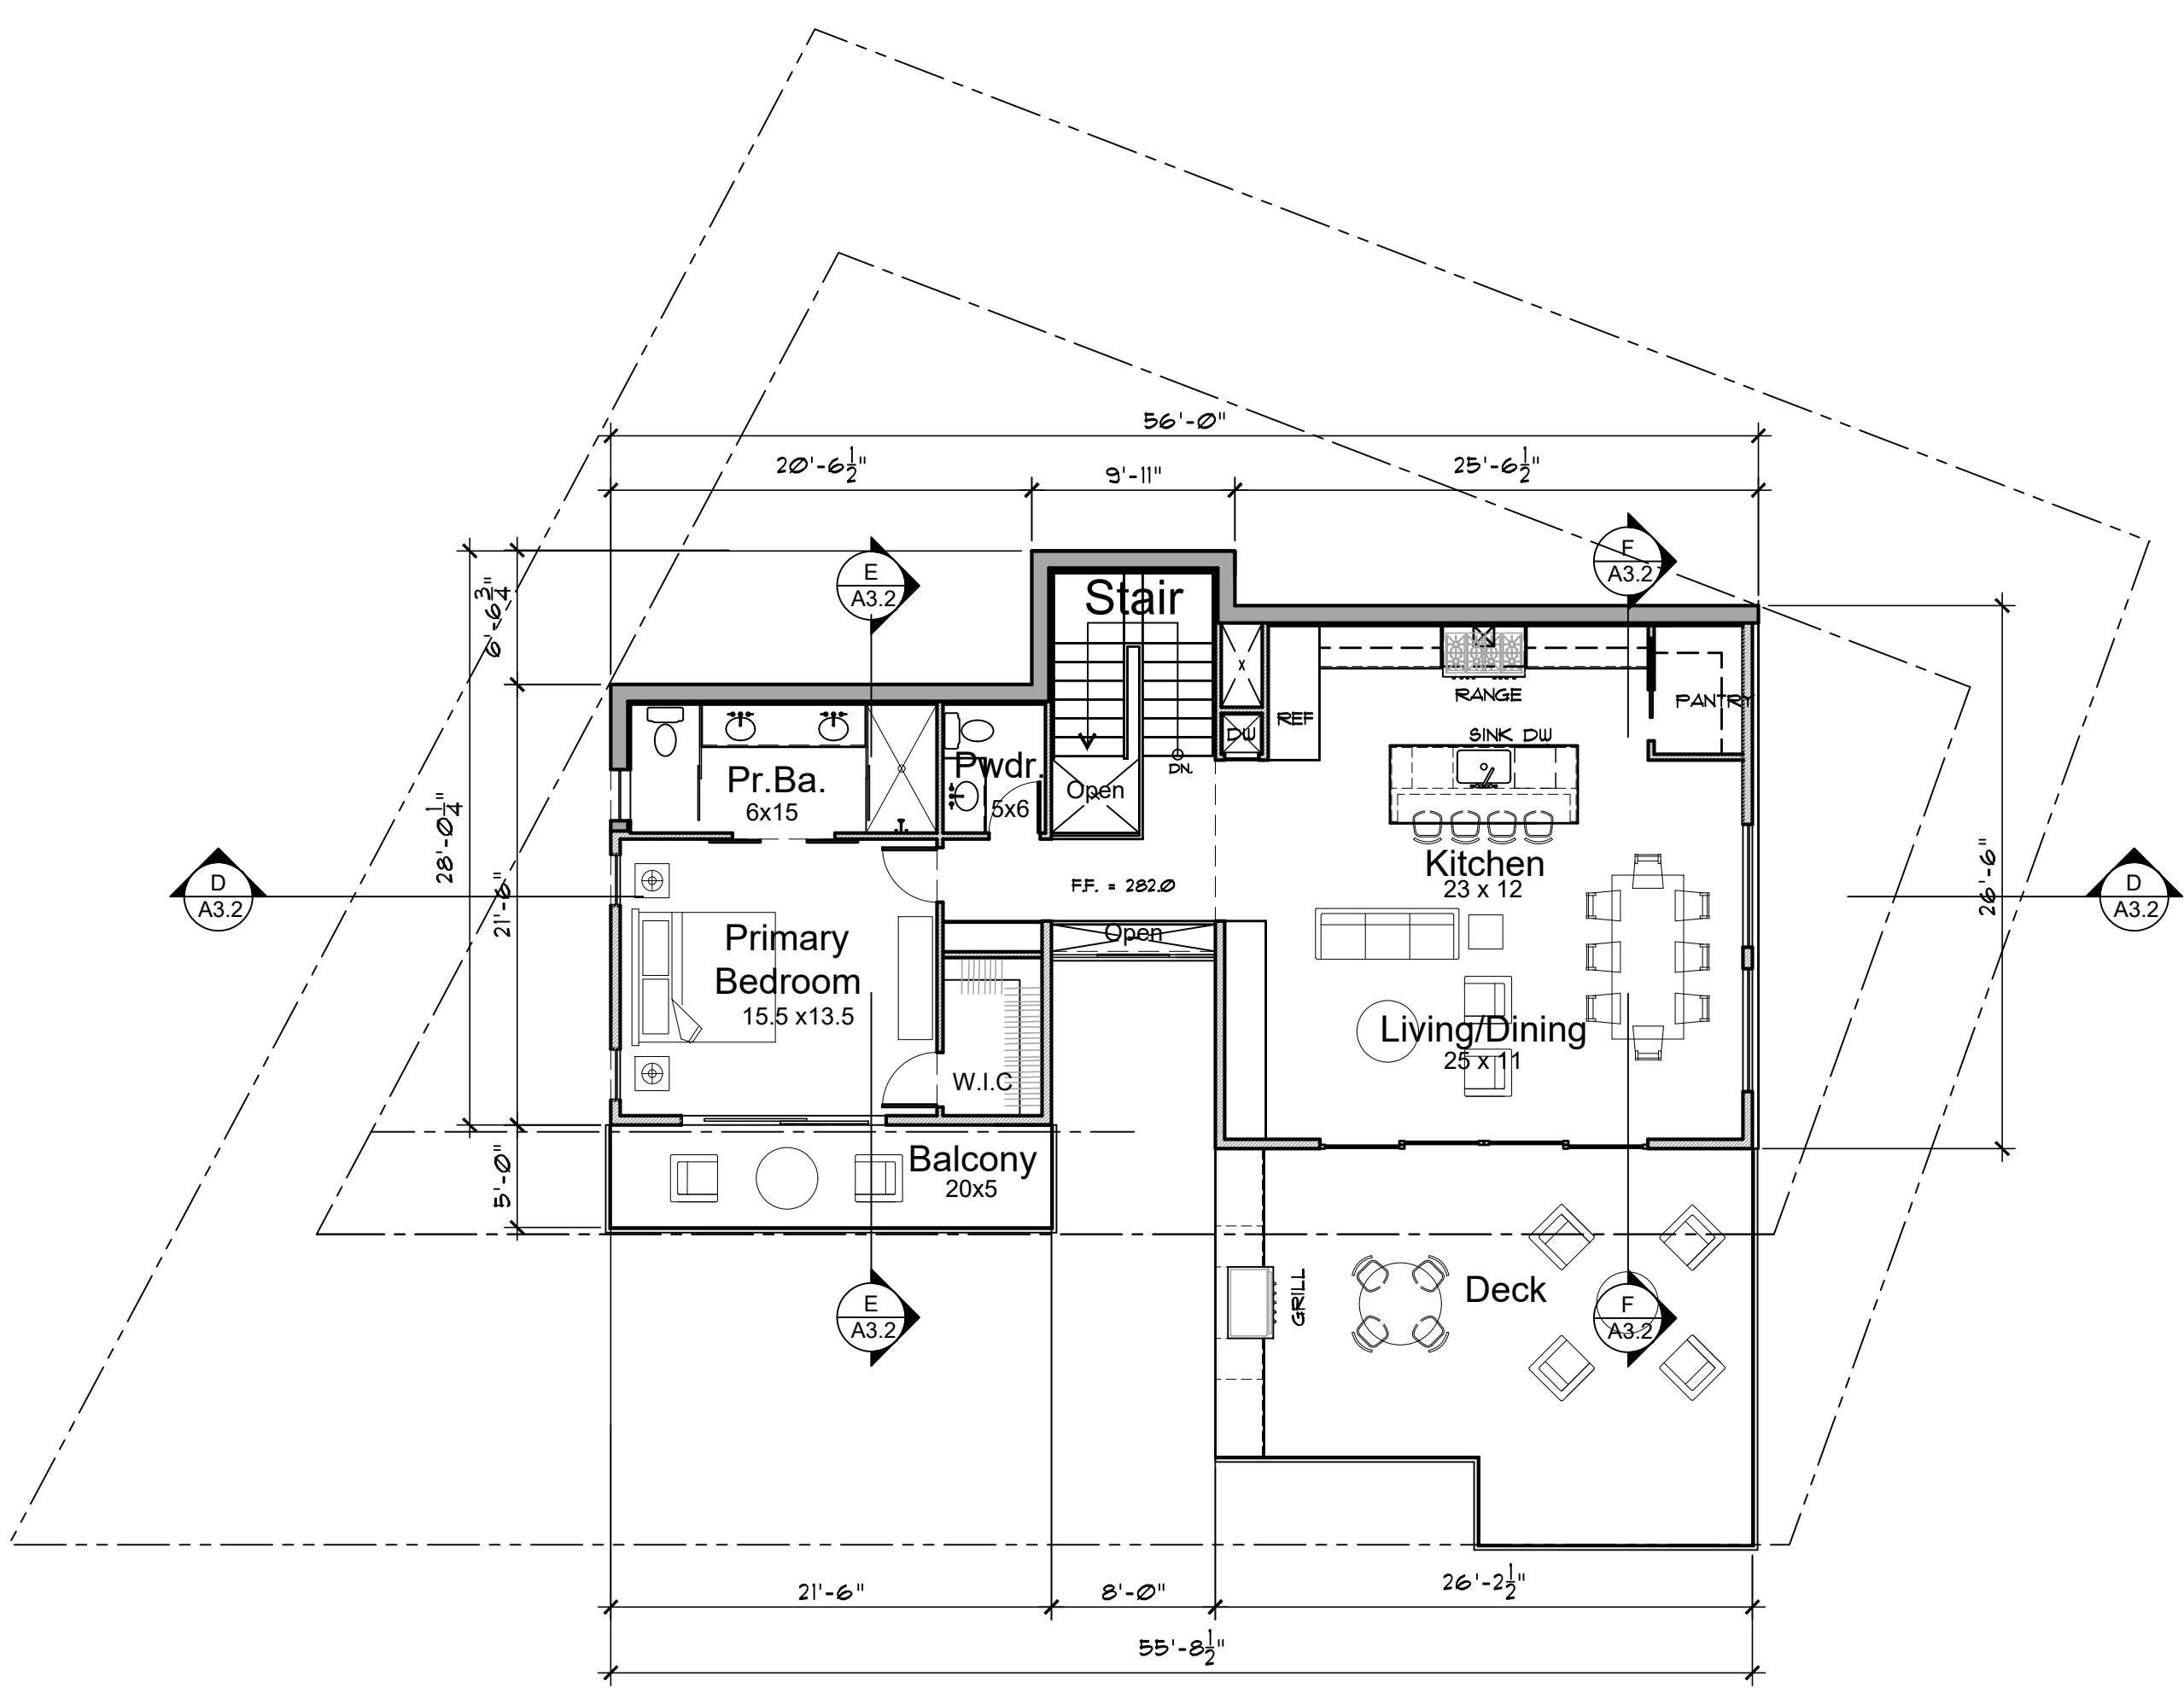 56'-0"
20'-6 1/2"
9'-11"
25'-6 1/2"
6'-6 3/4"
E
A3.2
F
A3.2
Stair
RANGE
PANTRY
REF
DW
SINK DW
x
DN.
Open
Pr.Ba.
6x15
Pwdr.
5x6
28'-0 1/4"
21'-6"
26'-6"
D
A3.2
D
A3.2
Kitchen
23 x 12
F.F. = 282.0
Open
Primary
Bedroom
15.5 x13.5
Living/Dining
25 x 11
W.I.C
5'-0"
Balcony
20x5
GRILL
Deck
E
A3.2
F
A3.2
21'-6"
8'-0"
26'-2 1/2"
55'-8 1/2"